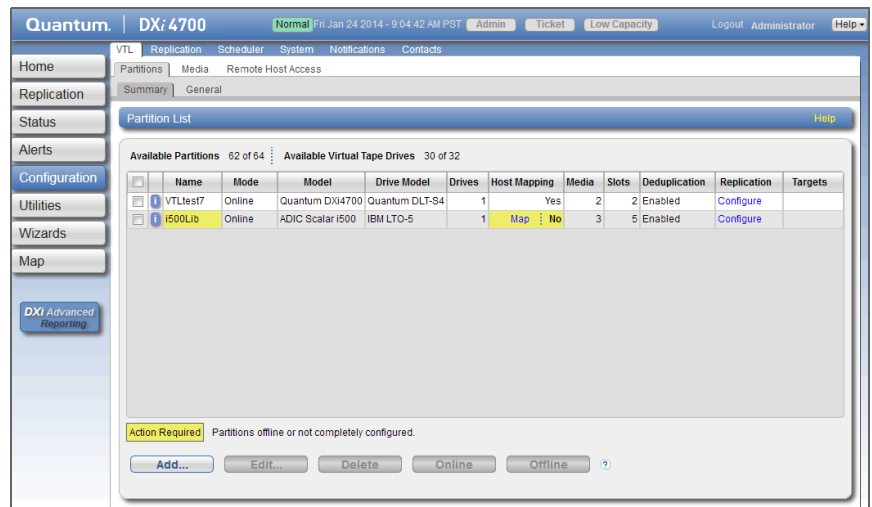 Quantum. DXi 4700 Normal Fri Jan 24 2014 - 9:04:42 AM PST Admin Ticket Low Capacity Logout Administrator Help
VTL Replication Scheduler System Notifications Contacts
Home
Replication
Status
Alerts
Configuration
Utilities
Wizards
Map
DXi Advanced
Reporting
Partitions Media Remote Host Access
Summary General
Partition List Help
Available Partitions 62 of 64 Available Virtual Tape Drives 30 of 32
Name Mode Model Drive Model Drives Host Mapping Media Slots Deduplication Replication Targets
i VTLtest7 Online Quantum DXi4700 Quantum DLT-S4 1 Yes 2 2 Enabled Configure
i i500Lib Online ADIC Scalar i500 IBM LTO-5 1 Map No 3 5 Enabled Configure
Action Required Partitions offline or not completely configured.
Add... Edit... Delete Online Offline ?